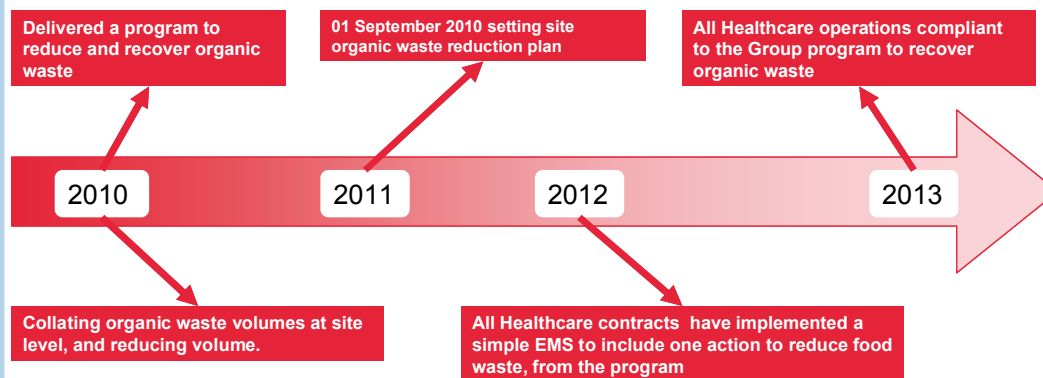 Delivered a program to
reduce and recover organic
waste
01 September 2010 setting site
organic waste reduction plan
All Healthcare operations compliant
to the Group program to recover
organic waste
2010
2011
2012
2013
Collating organic waste volumes at site
level, and reducing volume.
All Healthcare contracts have implemented a
simple EMS to include one action to reduce food
waste, from the program